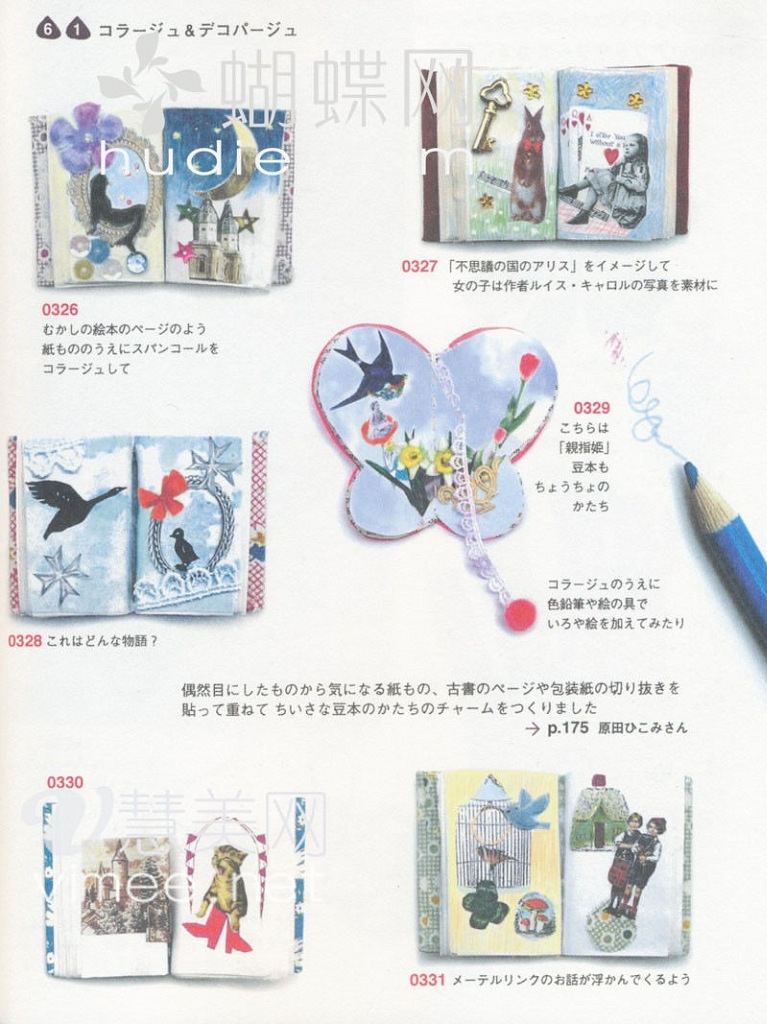 6 1 コラージュ&デコパージュ
蝴蝶网
hudie m
I offer You
without a
0327 「不思議の国のアリス」をイメージして
女の子は作者ルイス・キャロルの写真を素材に
0326
むかしの絵本のページのよう
紙もののうえにスパンコールを
コラージュして
0329
こちらは
「親指姫」
豆本も
ちょうちょの
かたち
コラージュのうえに
色鉛筆や絵の具で
いろや絵を加えてみたり
0328 これはどんな物語?
偶然目にしたものから気になる紙もの、古書のページや包装紙の切り抜きを
貼って重ねて ちいさな豆本のかたちのチャームをつくりました
→ p.175 原田ひこみさん
0330
慧美网
vimee.net
0331 メーテルリンクのお話が浮かんでくるよう